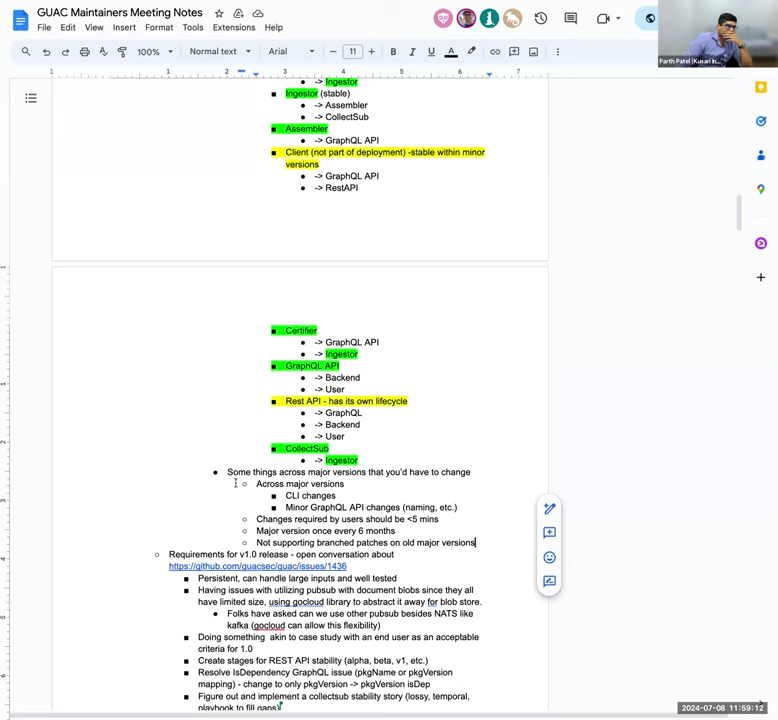 GUAC Maintainers Meeting Notes
File Edit View Insert Format Tools Extensions Help
100% Normal text Arial 11 B I U A
Parth Patel (Kusari In...
1 1 2 3 4 5 6 7
-> Ingestor
Ingestor (stable)
-> Assembler
-> CollectSub
Assembler
-> GraphQL API
Client (not part of deployment) -stable within minor
versions
-> GraphQL API
-> RestAPI
Certifier
-> GraphQL API
-> Ingestor
GraphQL API
-> Backend
-> User
Rest API - has its own lifecycle
-> GraphQL
-> Backend
-> User
CollectSub
-> Ingestor
Some things across major versions that you'd have to change
Across major versions
CLI changes
Minor GraphQL API changes (naming, etc.)
Changes required by users should be <5 mins
Major version once every 6 months
Not supporting branched patches on old major versions
Requirements for v1.0 release - open conversation about
https://github.com/guacsec/guac/issues/1436
Persistent, can handle large inputs and well tested
Having issues with utilizing pubsub with document blobs since they all
have limited size, using gocloud library to abstract it away for blob store.
Folks have asked can we use other pubsub besides NATS like
kafka (gocloud can allow this flexibility)
Doing something akin to case study with an end user as an acceptable
criteria for 1.0
Create stages for REST API stability (alpha, beta, v1, etc.)
Resolve IsDependency GraphQL issue (pkgName or pkgVersion
mapping) - change to only pkgVersion -> pkgVersion isDep
Figure out and implement a collectsub stability story (lossy, temporal,
playbook to fill gaps)
2024-07-08 11:59:12